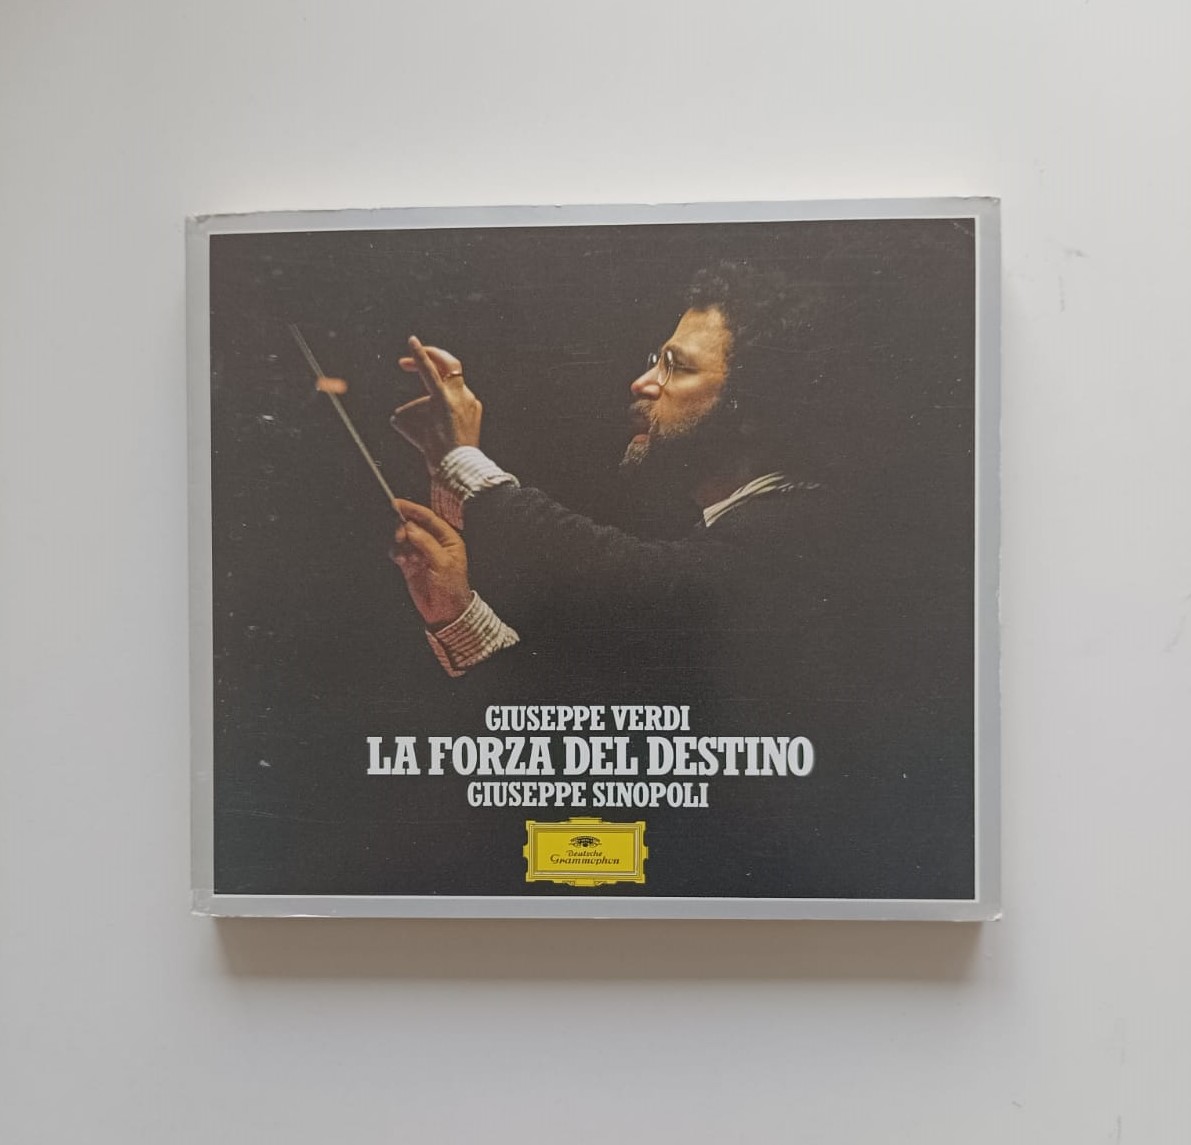 GIUSEPPE VERDI
LA FORZA DEL DESTINO
GIUSEPPE SINOPOLI
Deutsche
Grammophon